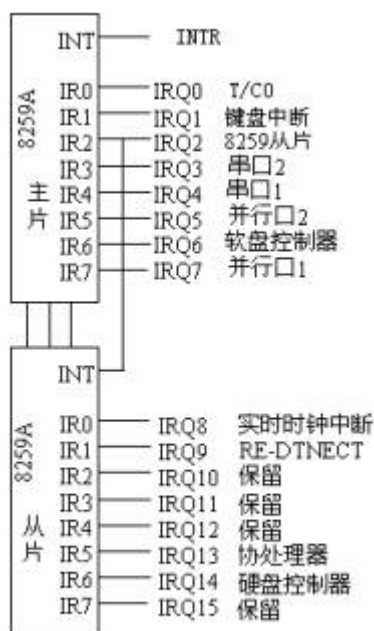 INT INTR
8259A 主片
IR0 IRQ0 T/C0
IR1 IRQ1 键盘中断
IR2 IRQ2 8259从片
IR3 IRQ3 串口2
IR4 IRQ4 串口1
IR5 IRQ5 并行口2
IR6 IRQ6 软盘控制器
IR7 IRQ7 并行口1
INT
8259A 从片
IR0 IRQ8 实时时钟中断
IR1 IRQ9 RE-DTNECT
IR2 IRQ10 保留
IR3 IRQ11 保留
IR4 IRQ12 保留
IR5 IRQ13 协处理器
IR6 IRQ14 硬盘控制器
IR7 IRQ15 保留